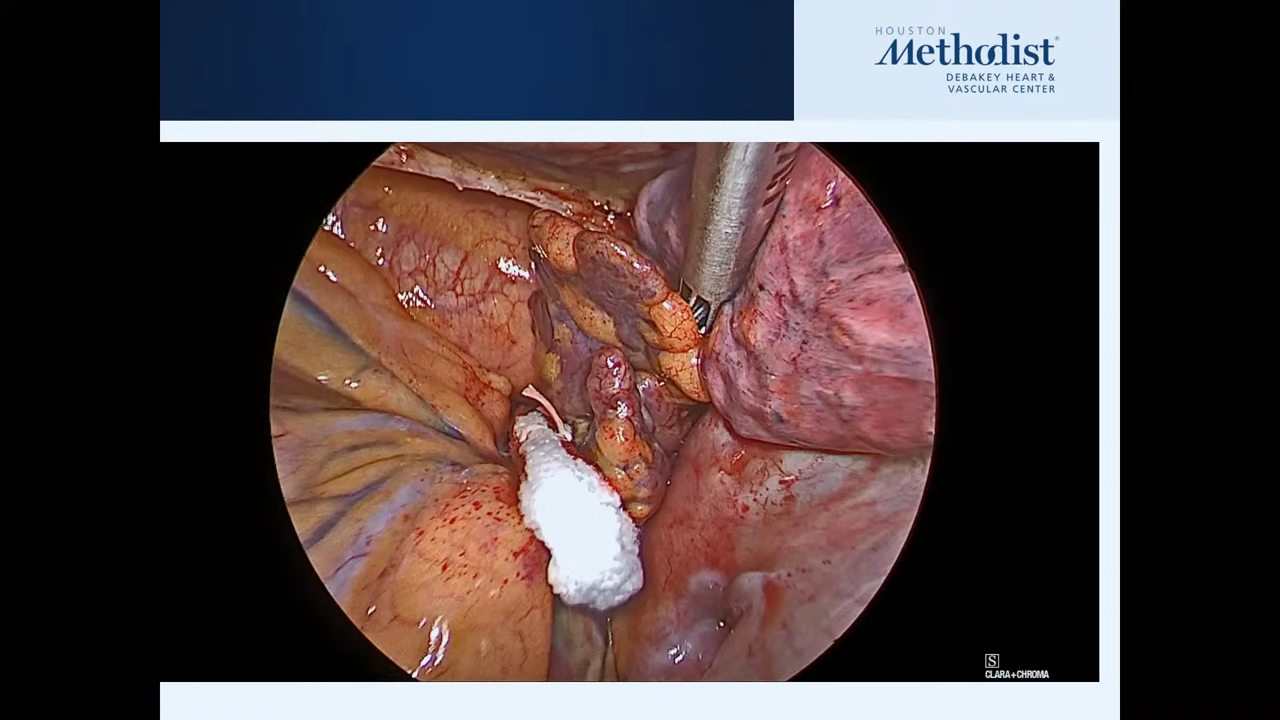 HOUSTON
Methodist®
DEBAKEY HEART &
VASCULAR CENTER
S
CLARA+CHROMA